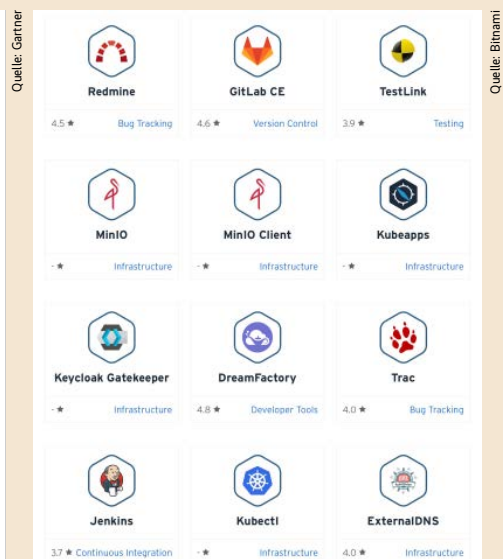 Quelle: Gartner
Quelle: Bitnami
Redmine
GitLab CE
TestLink
4.5 ★ Bug Tracking
4.6 ★ Version Control
3.9 ★ Testing
MinIO
MinIO Client
Kubeapps
- ★ Infrastructure
- ★ Infrastructure
- ★ Infrastructure
Keycloak Gatekeeper
DreamFactory
Trac
- ★ Infrastructure
4.8 ★ Developer Tools
4.0 ★ Bug Tracking
Jenkins
Kubectl
ExternalDNS
3.7 ★ Continuous Integration
- ★ Infrastructure
4.0 ★ Infrastructure